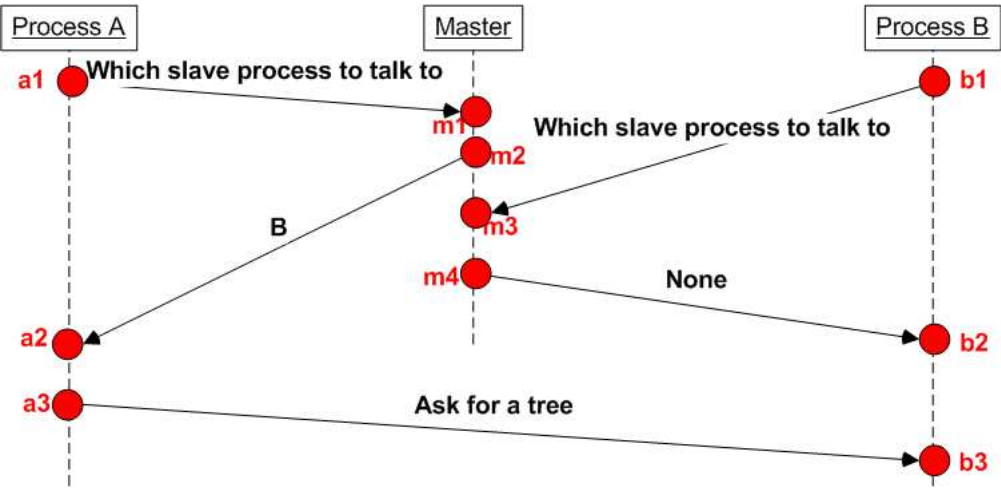 Process A
Master
Process B
a1
Which slave process to talk to
b1
m1
Which slave process to talk to
m2
B
m3
m4
None
a2
b2
a3
Ask for a tree
b3